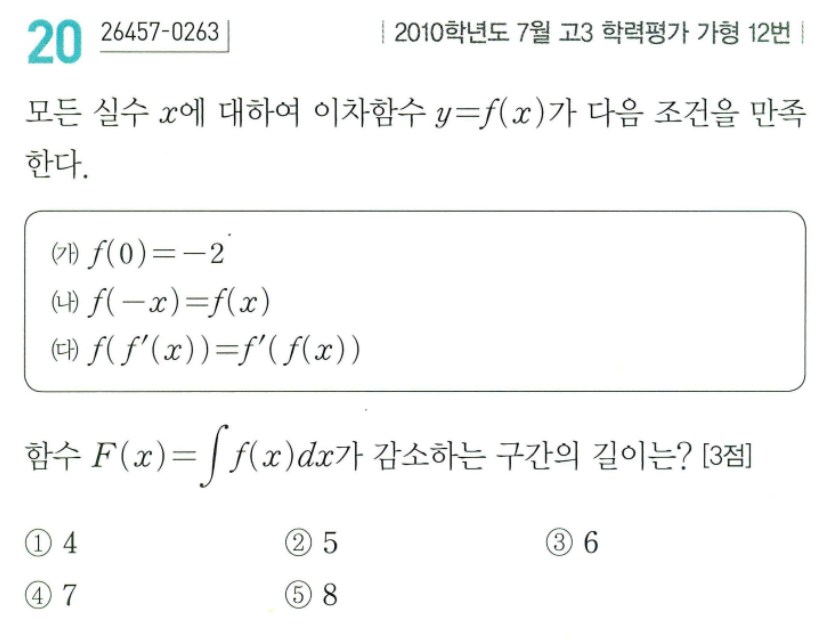 20 26457-0263 | 2010학년도 7월 고3 학력평가 가형 12번 |
모든 실수 x에 대하여 이차함수 y=f(x)가 다음 조건을 만족
한다.
㈎ f(0)=-2
㈏ f(-x)=f(x)
㈐ f(f′(x))=f′(f(x))
함수 F(x)=∫f(x)dx가 감소하는 구간의 길이는? [3점]
① 4 ② 5 ③ 6
④ 7 ⑤ 8